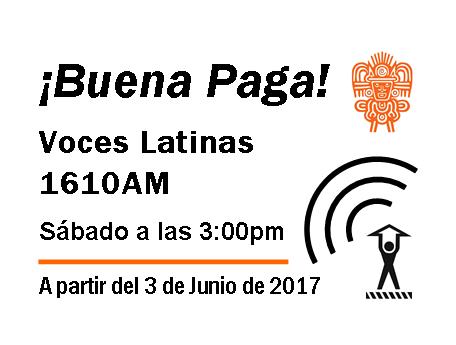 ¡Buena Paga!
Voces Latinas
1610AM
Sábado a las 3:00pm
A partir del 3 de Junio de 2017